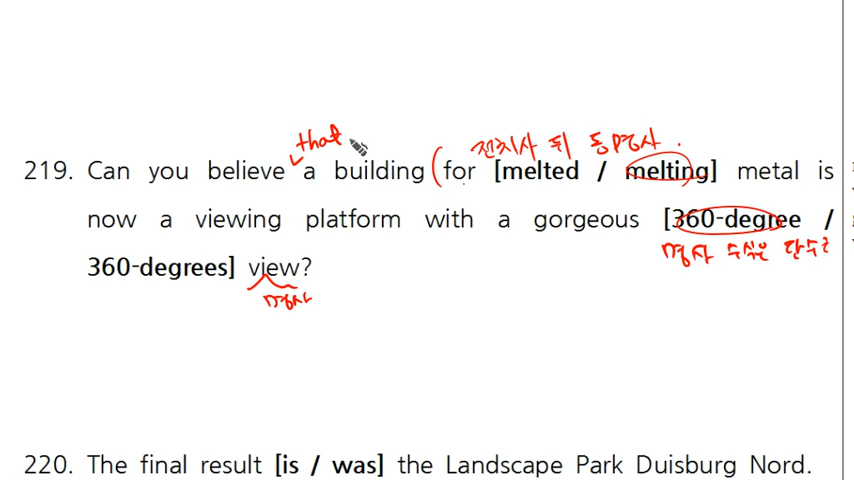 that
전치사 뒤 동명사.
219. Can you believe a building (for [melted / melting] metal is
now a viewing platform with a gorgeous [360-degree /
명사 수식은 단수로
360-degrees] view?
명사
220. The final result [is / was] the Landscape Park Duisburg Nord.